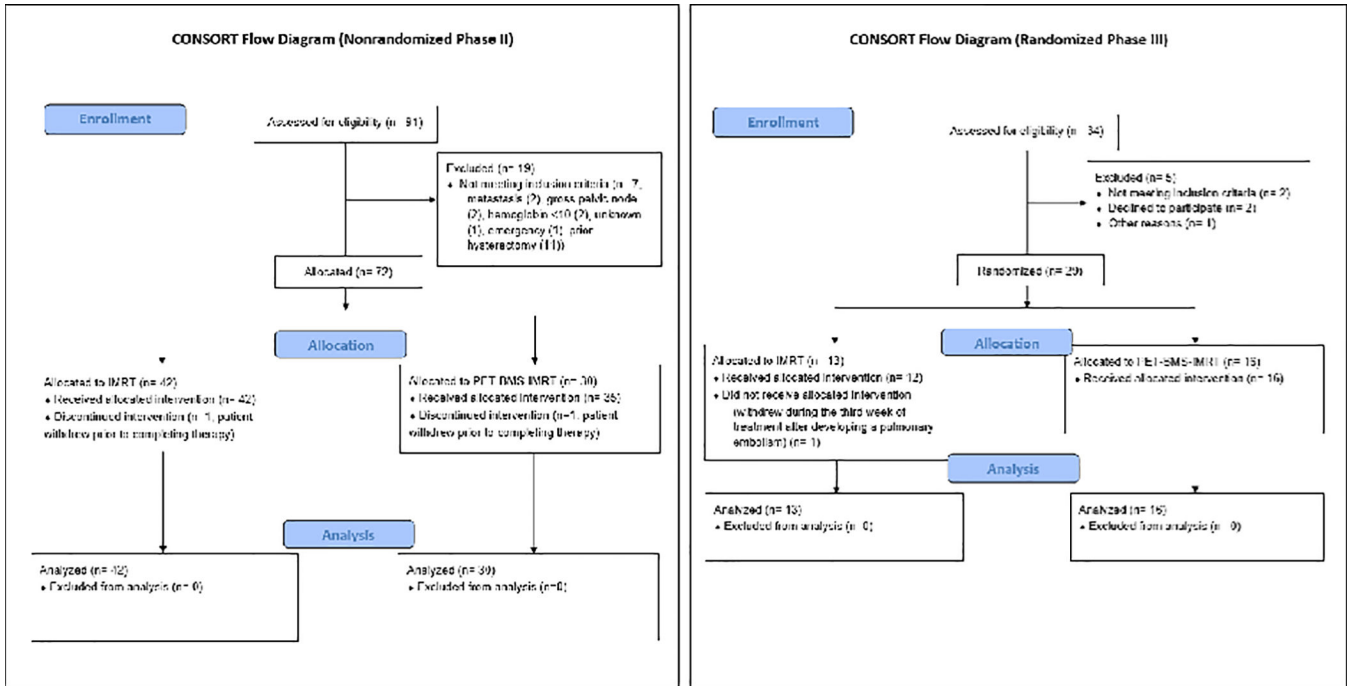 CONSORT Flow Diagram (Nonrandomized Phase II)
Enrollment
Assessed for eligibility (n 91)
Excluded (n= 19)
♦ Not meeting inclusion criteria (n 7,
metastasis (2), gross pelvic node
(2), hemoglobin <10 (2), unknown
(1), emergency (1) prior
hysterectomy (11))
Allocated (n= 72)
Allocation
Allocated to IMRT (n= 42)
♦ Received allocated intervention (n= 42)
♦ Discontinued intervention (n=1, patient
withdrew prior to completing therapy)
Allocated to PET-BMS-IMRT (n= 30)
♦ Received allocated intervention (n= 35)
♦ Discontinued intervention (n=1, patient
withdrew prior to completing therapy)
Analysis
Analyzed (n= 42)
♦ Excluded from analysis (n= 0)
Analyzed (n= 30)
♦ Excluded from analysis (n=0)
CONSORT Flow Diagram (Randomized Phase III)
Enrollment
Assessed for eligibility (n 34)
Excluded (n= 5)
♦ Not meeting inclusion criteria (n= 2)
♦ Declined to participate (n= 2)
♦ Other reasons (n= 1)
Randomized (n= 29)
Allocation
Allocated to IMRT (n 13)
♦ Received allocated intervention (n= 12)
♦ Did not receive allocated intervention
(withdrew during the third week of
treatment after developing a pulmonary
embolism) (n= 1)
Allocated to PET-BMS-IMRT (n= 16)
♦ Received allocated intervention (n= 16)
Analysis
Analyzed (n= 13)
♦ Excluded from analysis (n 0)
Analyzed (n= 16)
♦ Excluded from analysis (n 0)